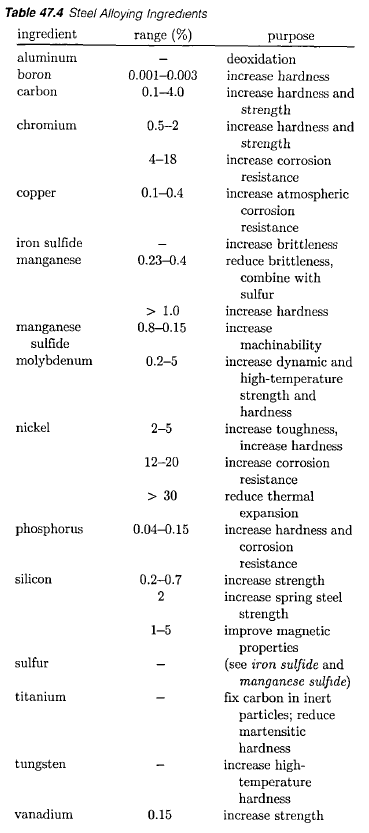 Table 47.4 Steel Alloying Ingredients
ingredient range (%) purpose
aluminum – deoxidation
boron 0.001–0.003 increase hardness
carbon 0.1–4.0 increase hardness and
strength
chromium 0.5–2 increase hardness and
strength
4–18 increase corrosion
resistance
copper 0.1–0.4 increase atmospheric
corrosion
resistance
iron sulfide – increase brittleness
manganese 0.23–0.4 reduce brittleness,
combine with
sulfur
> 1.0 increase hardness
manganese 0.8–0.15 increase
sulfide machinability
molybdenum 0.2–5 increase dynamic and
high-temperature
strength and
hardness
nickel 2–5 increase toughness,
increase hardness
12–20 increase corrosion
resistance
> 30 reduce thermal
expansion
phosphorus 0.04–0.15 increase hardness and
corrosion
resistance
silicon 0.2–0.7 increase strength
2 increase spring steel
strength
1–5 improve magnetic
properties
sulfur – (see iron sulfide and
manganese sulfide)
titanium – fix carbon in inert
particles; reduce
martensitic
hardness
tungsten – increase high-
temperature
hardness
vanadium 0.15 increase strength